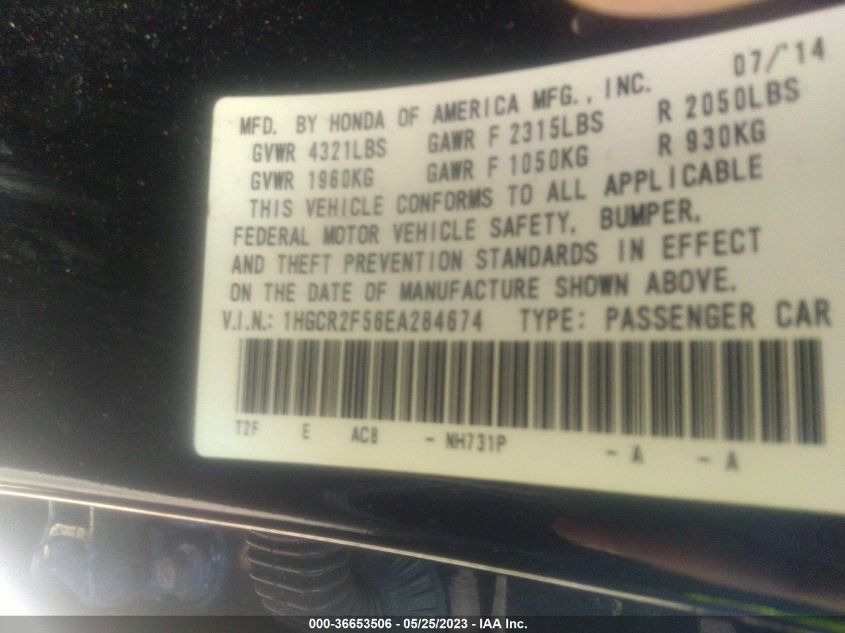 07/'14
MFD. BY HONDA OF AMERICA MFG., INC.
GVWR 4321LBS GAWR F 2315LBS R 2050LBS
GVWR 1960KG GAWR F 1050KG R 930KG
THIS VEHICLE CONFORMS TO ALL APPLICABLE
FEDERAL MOTOR VEHICLE SAFETY, BUMPER,
AND THEFT PREVENTION STANDARDS IN EFFECT
ON THE DATE OF MANUFACTURE SHOWN ABOVE.
V.I.N.: 1HGCR2F56EA284674 TYPE: PASSENGER CAR
T2F E AC8 - NH731P - A - A
000-36653506 - 05/25/2023 - IAA Inc.